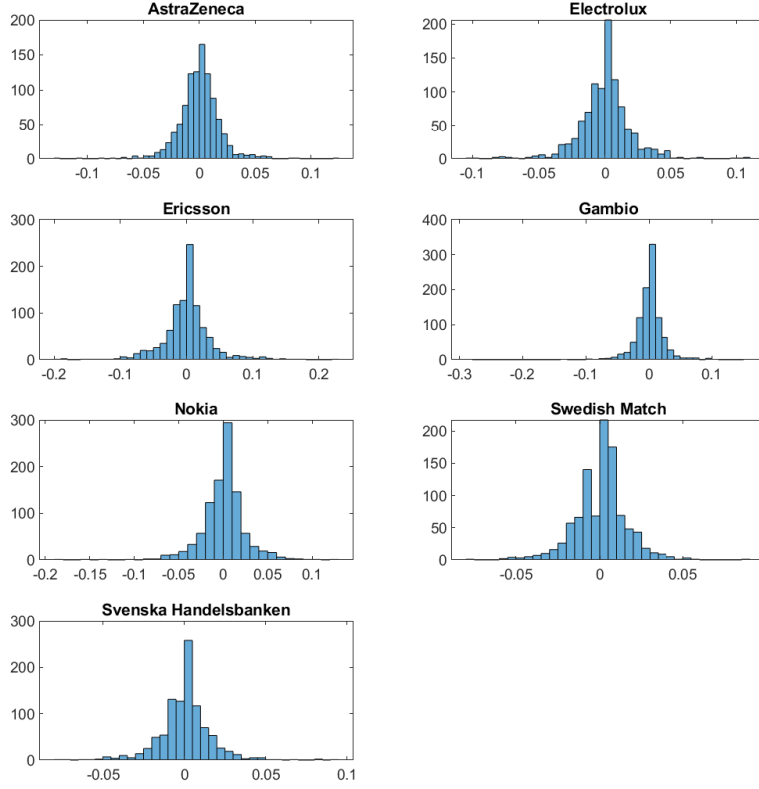 AstraZeneca
200
150
100
50
0
-0.1 -0.05 0 0.05 0.1
Electrolux
200
150
100
50
0
-0.1 -0.05 0 0.05 0.1
Ericsson
300
200
100
0
-0.2 -0.1 0 0.1 0.2
Gambio
400
300
200
100
0
-0.3 -0.2 -0.1 0 0.1
Nokia
300
200
100
0
-0.2 -0.15 -0.1 -0.05 0 0.05 0.1
Swedish Match
200
150
100
50
0
-0.05 0 0.05
Svenska Handelsbanken
300
200
100
0
-0.05 0 0.05 0.1